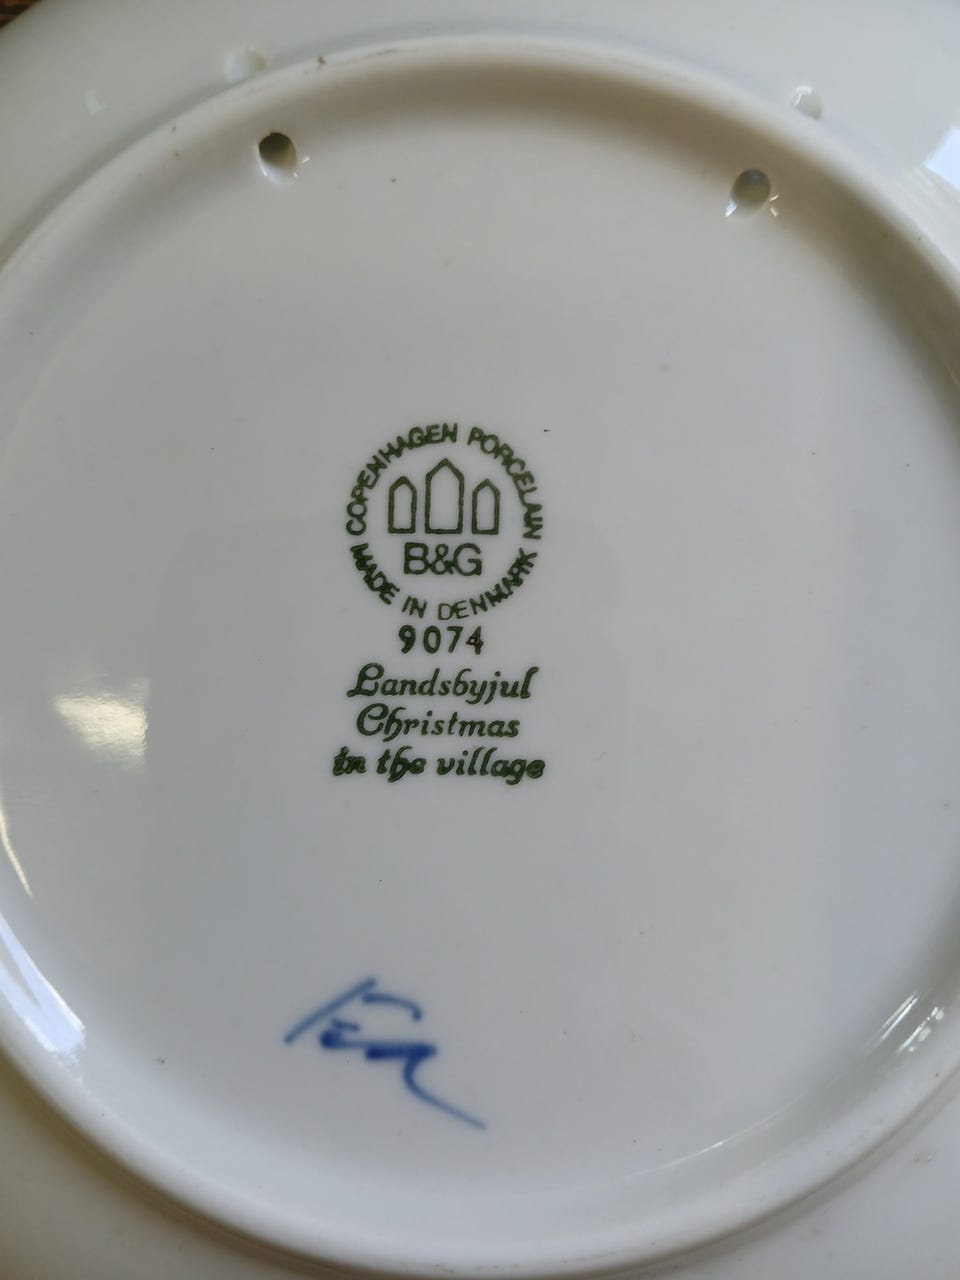 COPENHAGEN PORCELAIN
B&G
MADE IN DENMARK
9074
Landsbyjul
Christmas
in the village